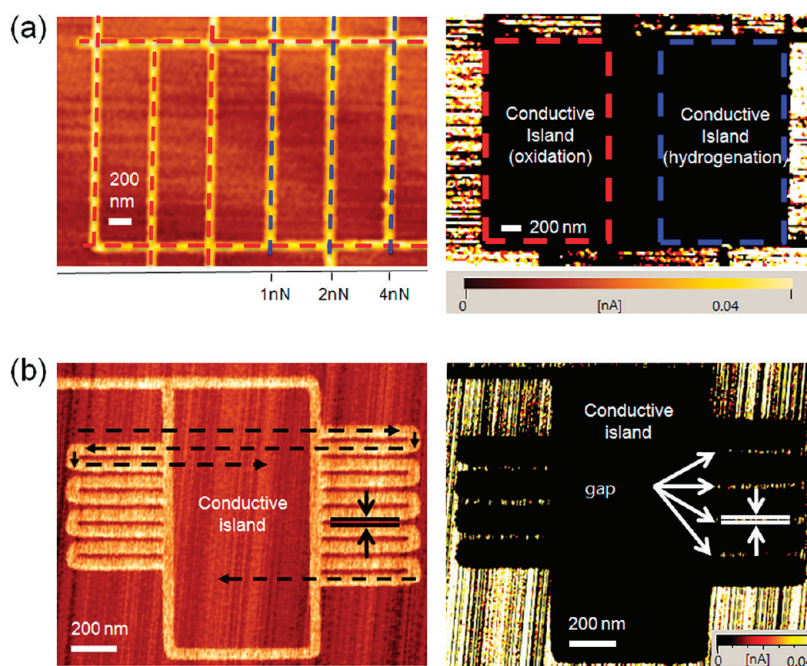 (a)
200
nm
1nN 2nN 4nN
Conductive
Island
(oxidation)
Conductive
Island
(hydrogenation)
200 nm
0 [nA] 0.04
(b)
Conductive
island
200 nm
Conductive
island
gap
200 nm
0 [nA]